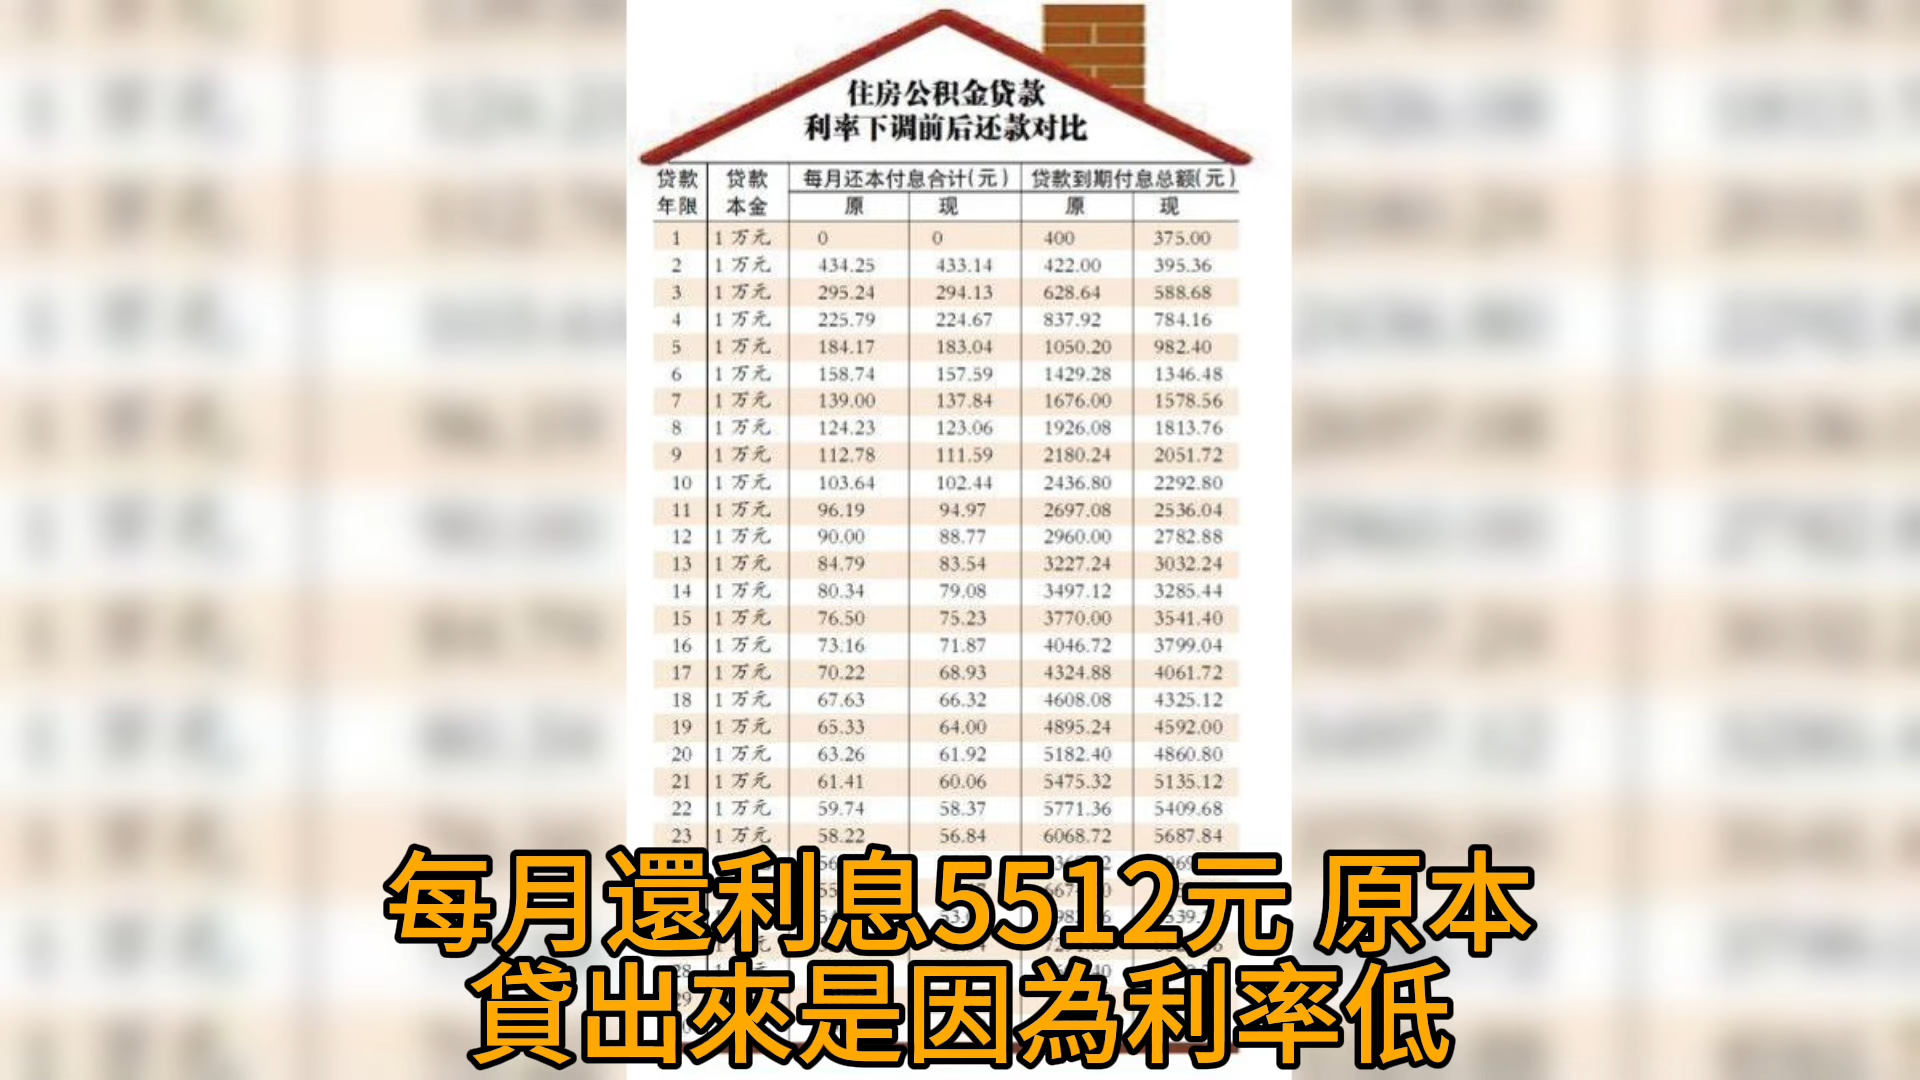 住房公积金贷款
利率下调前后还款对比
贷款年限 贷款本金 每月还本付息合计(元) 贷款到期付息总额(元)
原 现 原 现
1 1万元 0 0 400 375.00
2 1万元 434.25 433.14 422.00 395.36
3 1万元 295.24 294.13 628.64 588.68
4 1万元 225.79 224.67 837.92 784.16
5 1万元 184.17 183.04 1050.20 982.40
6 1万元 158.74 157.59 1429.28 1346.48
7 1万元 139.00 137.84 1676.00 1578.56
8 1万元 124.23 123.06 1926.08 1813.76
9 1万元 112.78 111.59 2180.24 2051.72
10 1万元 103.64 102.44 2436.80 2292.80
11 1万元 96.19 94.97 2697.08 2536.04
12 1万元 90.00 88.77 2960.00 2782.88
13 1万元 84.79 83.54 3227.24 3032.24
14 1万元 80.34 79.08 3497.12 3285.44
15 1万元 76.50 75.23 3770.00 3541.40
16 1万元 73.16 71.87 4046.72 3799.04
17 1万元 70.22 68.93 4324.88 4061.72
18 1万元 67.63 66.32 4608.08 4325.12
19 1万元 65.33 64.00 4895.24 4592.00
20 1万元 63.26 61.92 5182.40 4860.80
21 1万元 61.41 60.06 5475.32 5135.12
22 1万元 59.74 58.37 5771.36 5409.68
23 1万元 58.22 56.84 6068.72 5687.84
每月還利息5512元 原本
貸出來是因為利率低